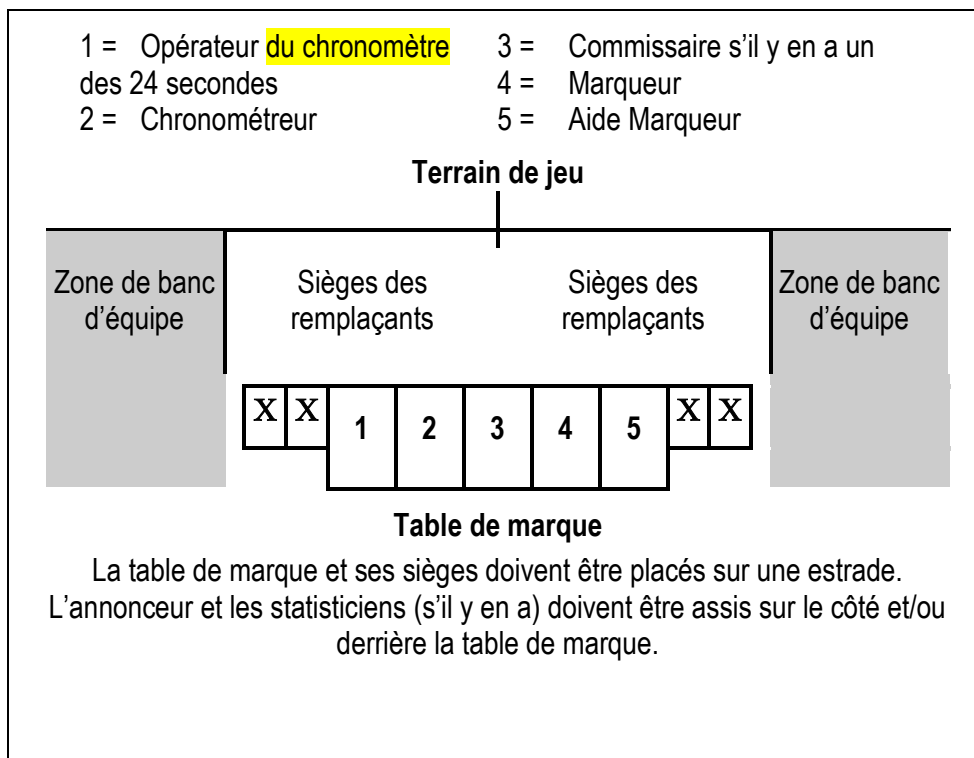 1 = Opérateur du chronomètre
des 24 secondes
2 = Chronométreur
3 = Commissaire s’il y en a un
4 = Marqueur
5 = Aide Marqueur
Terrain de jeu
Zone de banc
d’équipe
Sièges des
remplaçants
Sièges des
remplaçants
Zone de banc
d’équipe
X X 1 2 3 4 5 X X
Table de marque
La table de marque et ses sièges doivent être placés sur une estrade.
L’annonceur et les statisticiens (s’il y en a) doivent être assis sur le côté et/ou
derrière la table de marque.